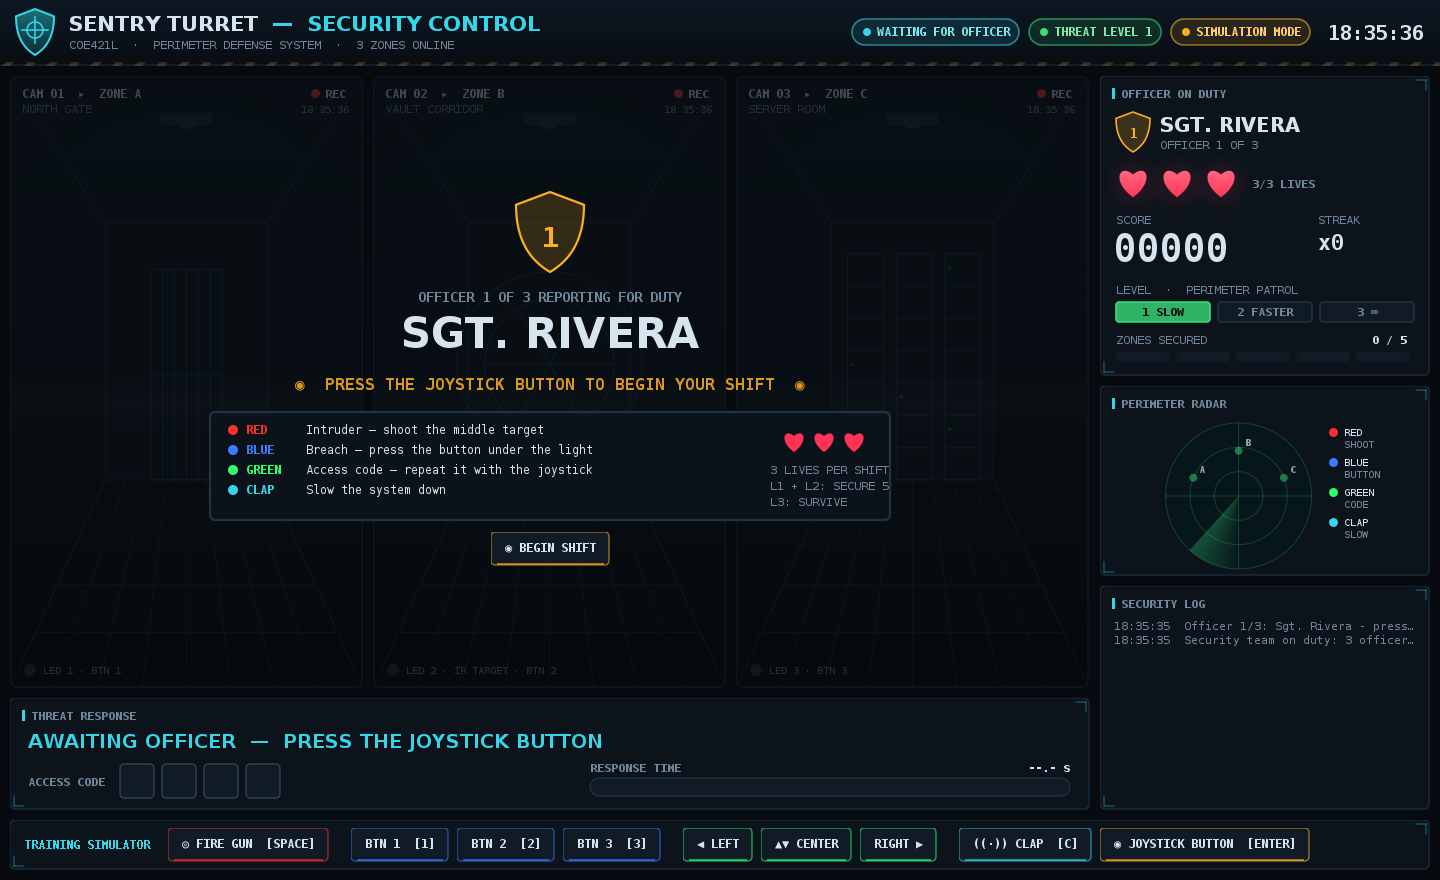 SENTRY TURRET — SECURITY CONTROL
COE421L · PERIMETER DEFENSE SYSTEM · 3 ZONES ONLINE
WAITING FOR OFFICER
THREAT LEVEL 1
SIMULATION MODE
18:35:36
CAM 01 ▸ ZONE A
REC
NORTH GATE
18:35:36
CAM 02 ▸ ZONE B
REC
VAULT CORRIDOR
18:35:36
CAM 03 ▸ ZONE C
REC
SERVER ROOM
18:35:36
1
OFFICER 1 OF 3 REPORTING FOR DUTY
SGT. RIVERA
◉ PRESS THE JOYSTICK BUTTON TO BEGIN YOUR SHIFT ◉
RED Intruder — shoot the middle target
BLUE Breach — press the button under the light
GREEN Access code — repeat it with the joystick
CLAP Slow the system down
3 LIVES PER SHIFT
L1 + L2: SECURE 5
L3: SURVIVE
◉ BEGIN SHIFT
LED 1 · BTN 1
LED 2 · IR TARGET · BTN 2
LED 3 · BTN 3
OFFICER ON DUTY
1
SGT. RIVERA
OFFICER 1 OF 3
3/3 LIVES
SCORE
STREAK
00000
x0
LEVEL · PERIMETER PATROL
1 SLOW
2 FASTER
3 ∞
ZONES SECURED
0 / 5
PERIMETER RADAR
A
B
C
RED
SHOOT
BLUE
BUTTON
GREEN
CODE
CLAP
SLOW
SECURITY LOG
18:35:35 Officer 1/3: Sgt. Rivera - press…
18:35:35 Security team on duty: 3 officer…
THREAT RESPONSE
AWAITING OFFICER — PRESS THE JOYSTICK BUTTON
ACCESS CODE
RESPONSE TIME
--.- s
TRAINING SIMULATOR
◎ FIRE GUN [SPACE]
BTN 1 [1]
BTN 2 [2]
BTN 3 [3]
◀ LEFT
▲▼ CENTER
RIGHT ▶
((·)) CLAP [C]
◉ JOYSTICK BUTTON [ENTER]